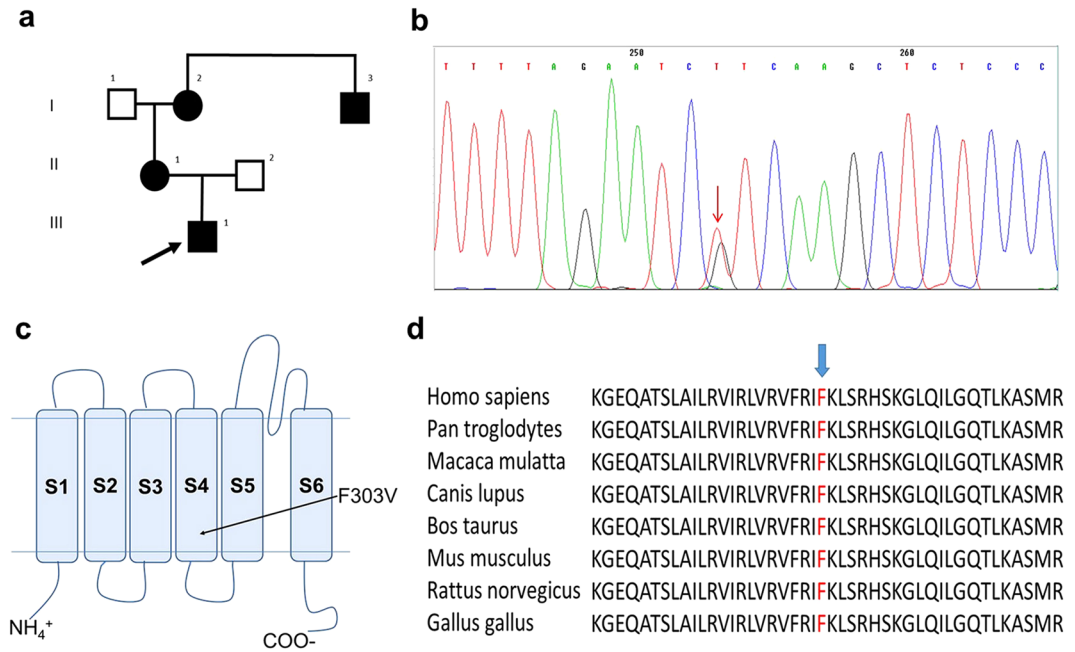 a
1
2
3
I
II
1
2
III
1
b
250
260
T T T T A G A A T C T T C A A G C T C T C C C
c
S1 S2 S3 S4 S5 S6
F303V
NH4+
COO-
d
Homo sapiens KGEQATSLAILRVIRLVRVFRIFKLSRHSKGLQILGQTLKASMR
Pan troglodytes KGEQATSLAILRVIRLVRVFRIFKLSRHSKGLQILGQTLKASMR
Macaca mulatta KGEQATSLAILRVIRLVRVFRIFKLSRHSKGLQILGQTLKASMR
Canis lupus KGEQATSLAILRVIRLVRVFRIFKLSRHSKGLQILGQTLKASMR
Bos taurus KGEQATSLAILRVIRLVRVFRIFKLSRHSKGLQILGQTLKASMR
Mus musculus KGEQATSLAILRVIRLVRVFRIFKLSRHSKGLQILGQTLKASMR
Rattus norvegicus KGEQATSLAILRVIRLVRVFRIFKLSRHSKGLQILGQTLKASMR
Gallus gallus KGEQATSLAILRVIRLVRVFRIFKLSRHSKGLQILGQTLKASMR